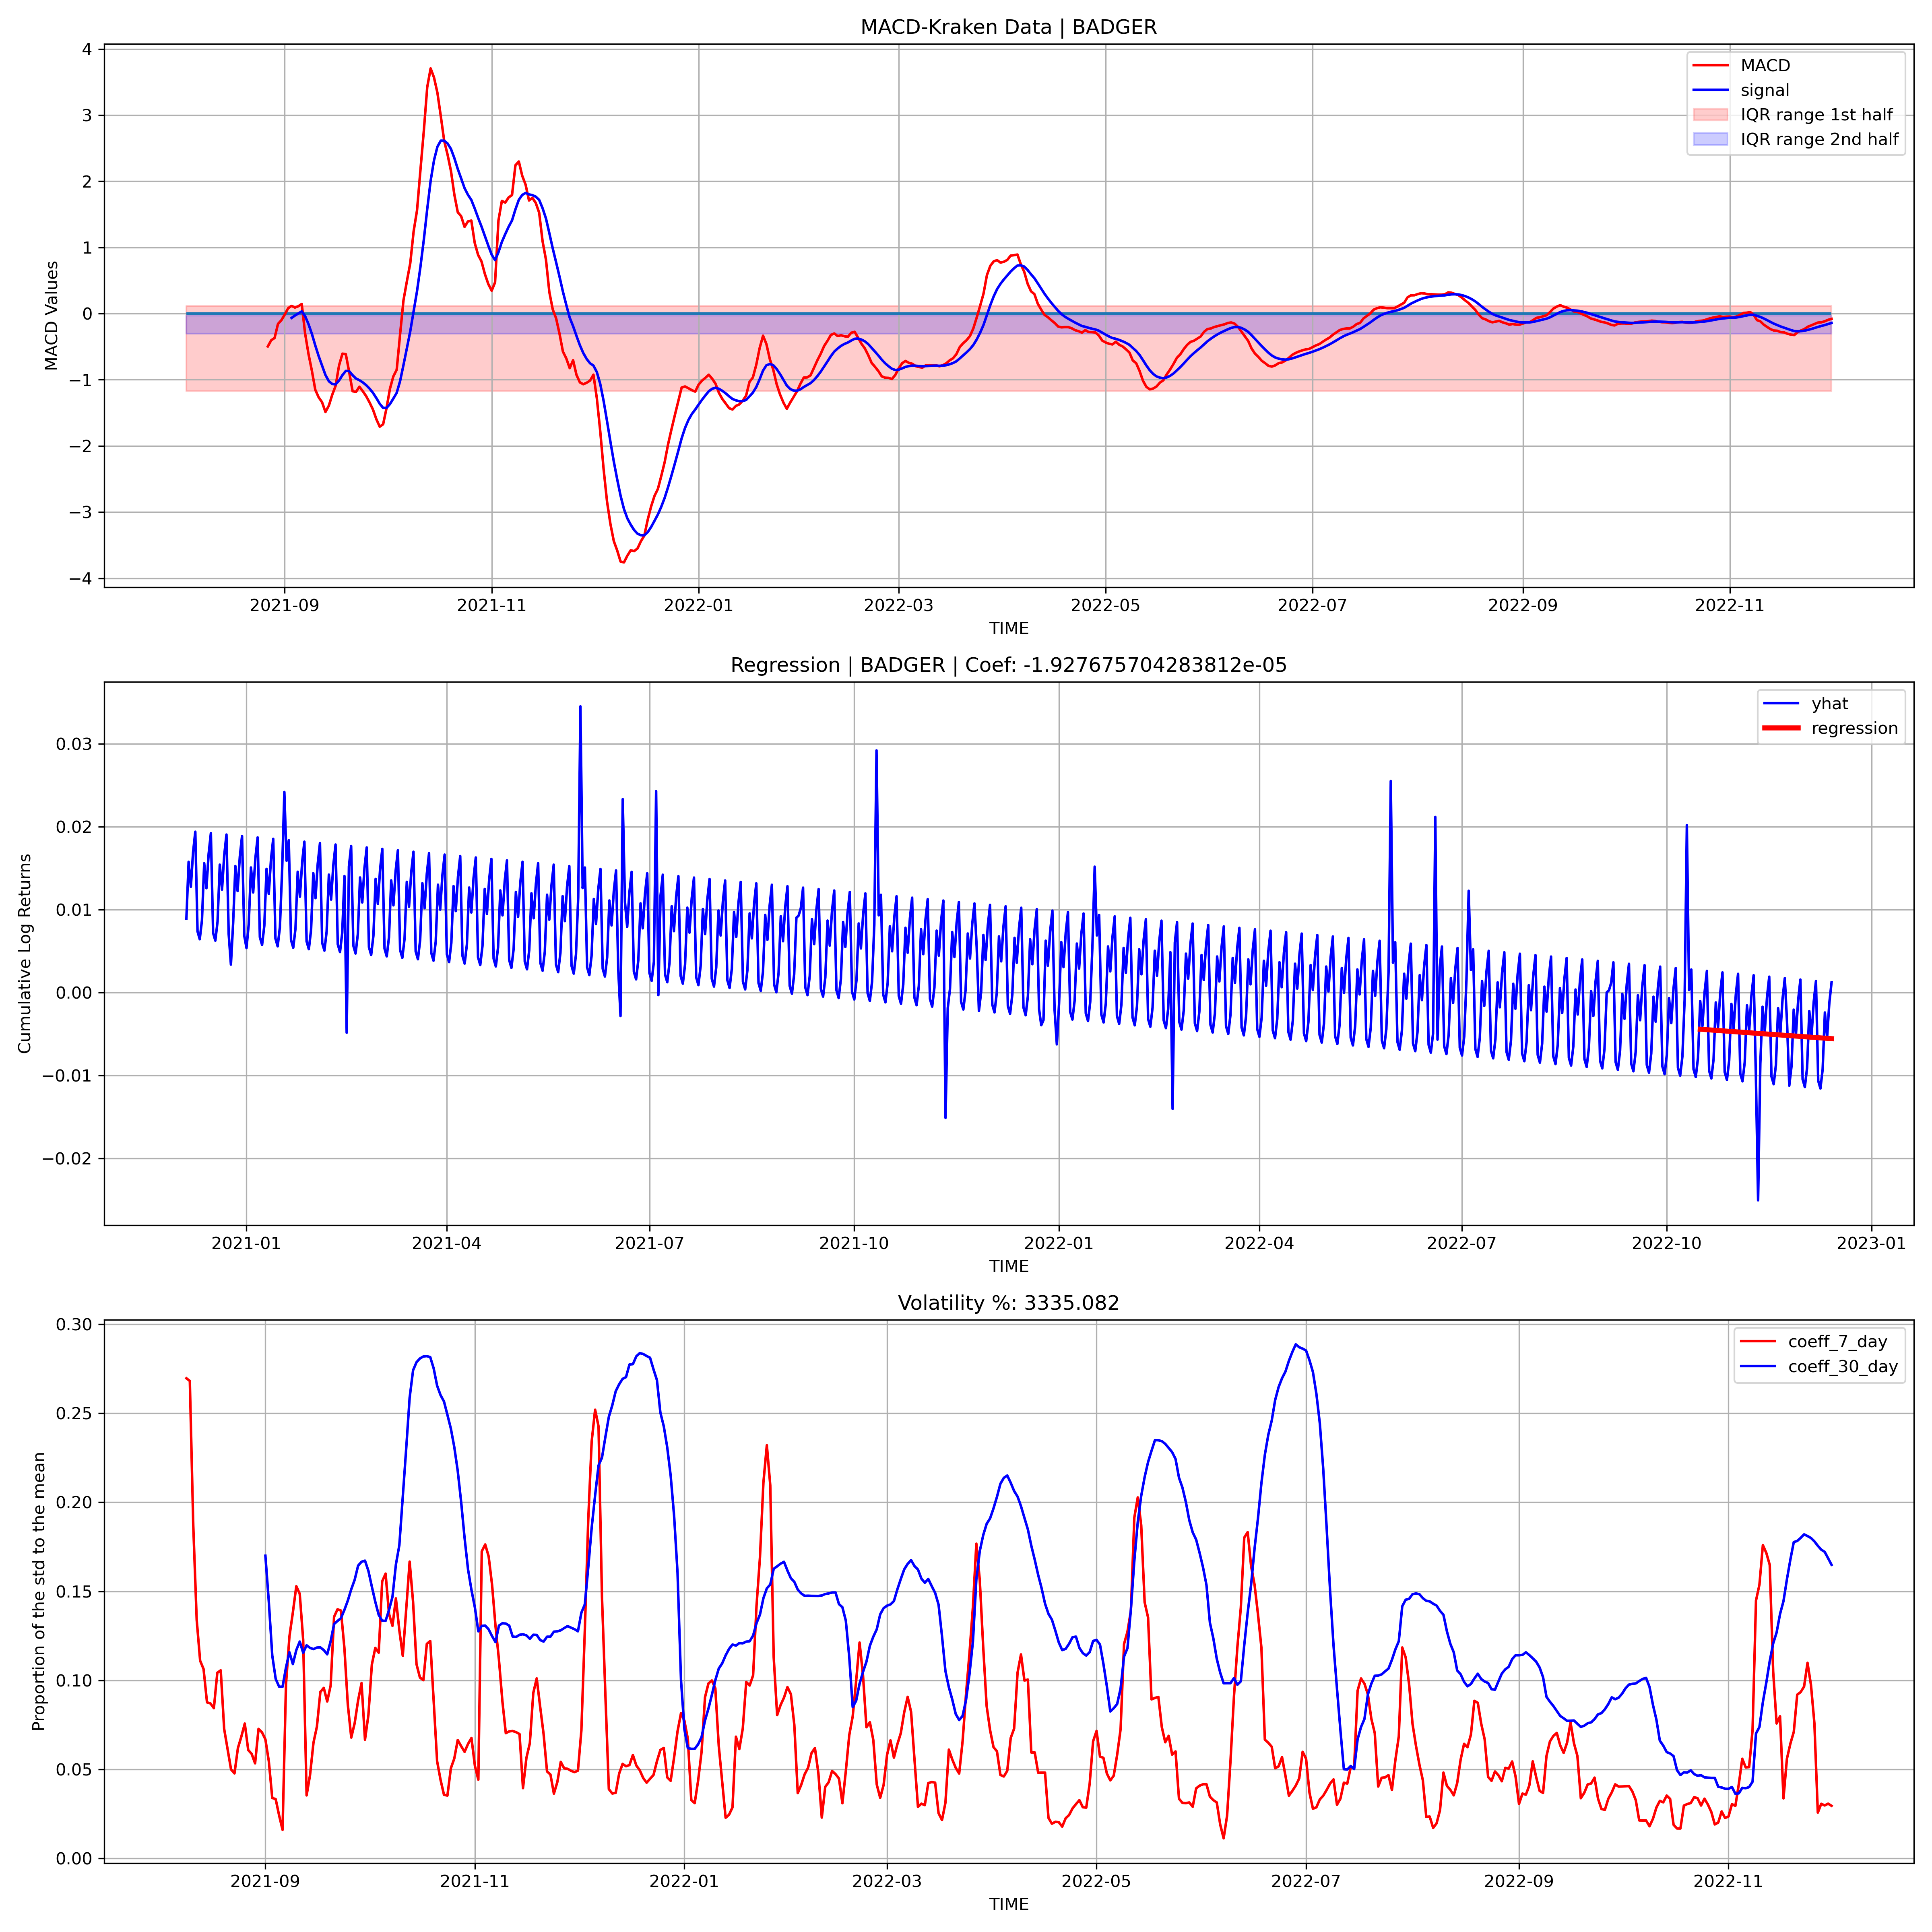 MACD-Kraken Data | BADGER
MACD
signal
IQR range 1st half
IQR range 2nd half
MACD Values
4
3
2
1
0
−1
−2
−3
−4
2021-09
2021-11
2022-01
2022-03
2022-05
2022-07
2022-09
2022-11
TIME
Regression | BADGER | Coef: -1.927675704283812e-05
yhat
regression
Cumulative Log Returns
0.03
0.02
0.01
0.00
−0.01
−0.02
2021-01
2021-04
2021-07
2021-10
2022-01
2022-04
2022-07
2022-10
2023-01
TIME
Volatility %: 3335.082
coeff_7_day
coeff_30_day
Proportion of the std to the mean
0.30
0.25
0.20
0.15
0.10
0.05
0.00
2021-09
2021-11
2022-01
2022-03
2022-05
2022-07
2022-09
2022-11
TIME